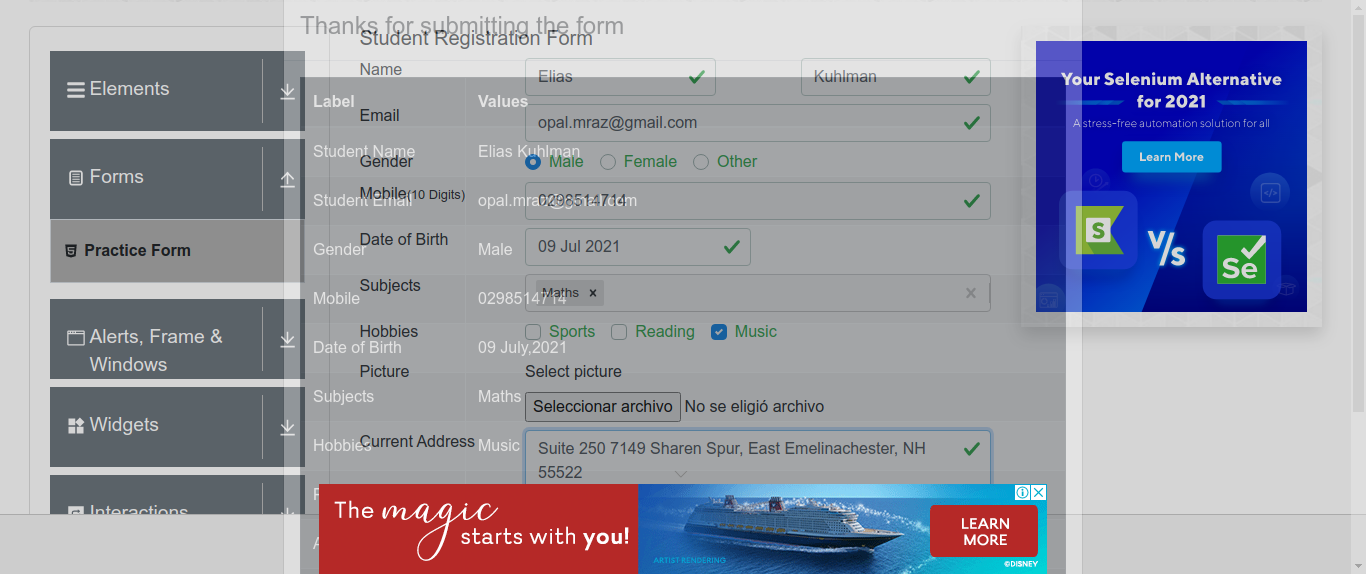 Thanks for submitting the form
Student Registration Form
Elements
Forms
Practice Form
Alerts, Frame &
Windows
Widgets
Interactions
Name
Elias
Kuhlman
Label
Values
Email
opal.mraz@gmail.com
Student Name
Elias Kuhlman
Gender
Male
Female
Other
Mobile(10 Digits)
0298514714
Student Email
opal.mraz@gmail.com
Date of Birth
09 Jul 2021
Gender
Male
Subjects
Maths ×
Mobile
0298514714
Hobbies
Sports
Reading
Music
Date of Birth
09 July,2021
Picture
Select picture
Subjects
Maths
Seleccionar archivo
No se eligió archivo
Hobbies
Music
Current Address
Suite 250 7149 Sharen Spur, East Emelinachester, NH
55522
Your Selenium Alternative
for 2021
A stress-free automation solution for all
Learn More
S
V/s
Se
The magic
starts with you!
ARTIST RENDERING
LEARN
MORE
©DISNEY